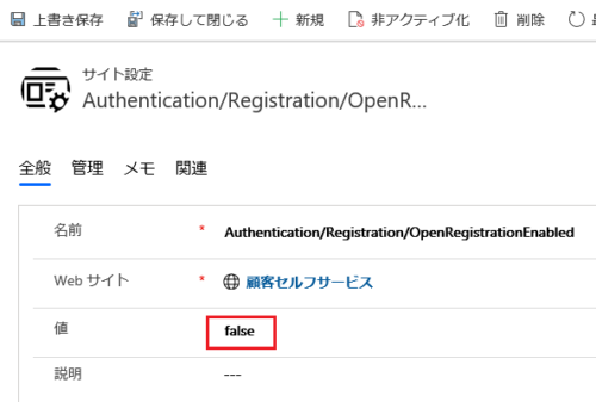 上書き保存 保存して閉じる 新規 非アクティブ化 削除
サイト設定
Authentication/Registration/OpenR...
全般 管理 メモ 関連
名前 * Authentication/Registration/OpenRegistrationEnabled
Web サイト * 顧客セルフサービス
値 false
説明 ---